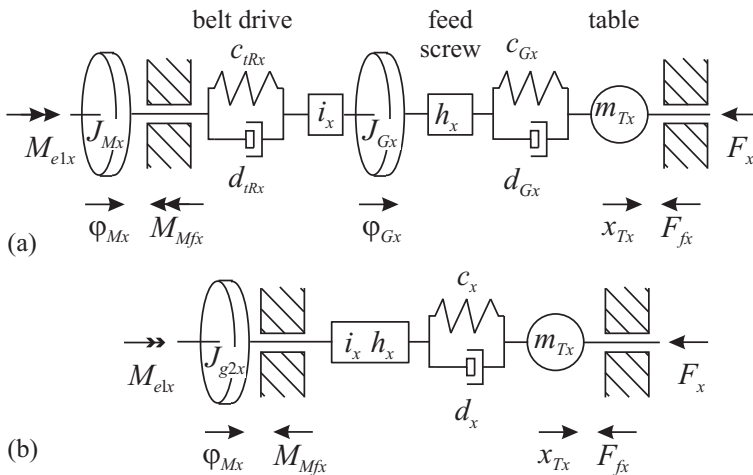 belt drive feed screw table
c_tRx c_Gx
J_Mx i_x J_Gx h_x m_Tx
M_e1x d_tRx d_Gx F_x
φ_Mx M_Mfx φ_Gx x_Tx F_fx
(a)
c_x
J_g2x i_x h_x m_Tx
M_elx d_x F_x
φ_Mx M_Mfx x_Tx F_fx
(b)